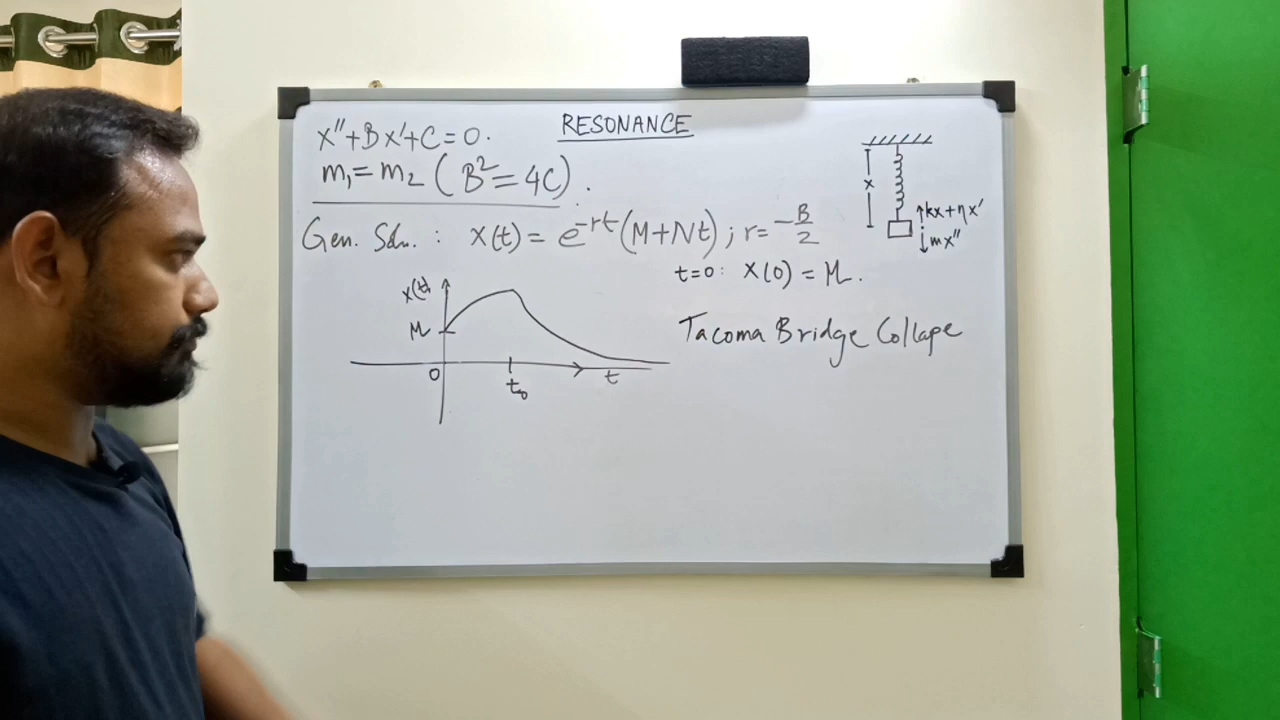 RESONANCE
x''+Bx'+C=0.
m₁=m₂ (B²=4C).
Gen. Soln. : x(t) = e^{-rt}(M+Nt); r= -B/2
t=0: x(0) = M.
x
↑kx+ηx'
↓mx''
x(t)
M
0
t₀
t
Tacoma Bridge Collape